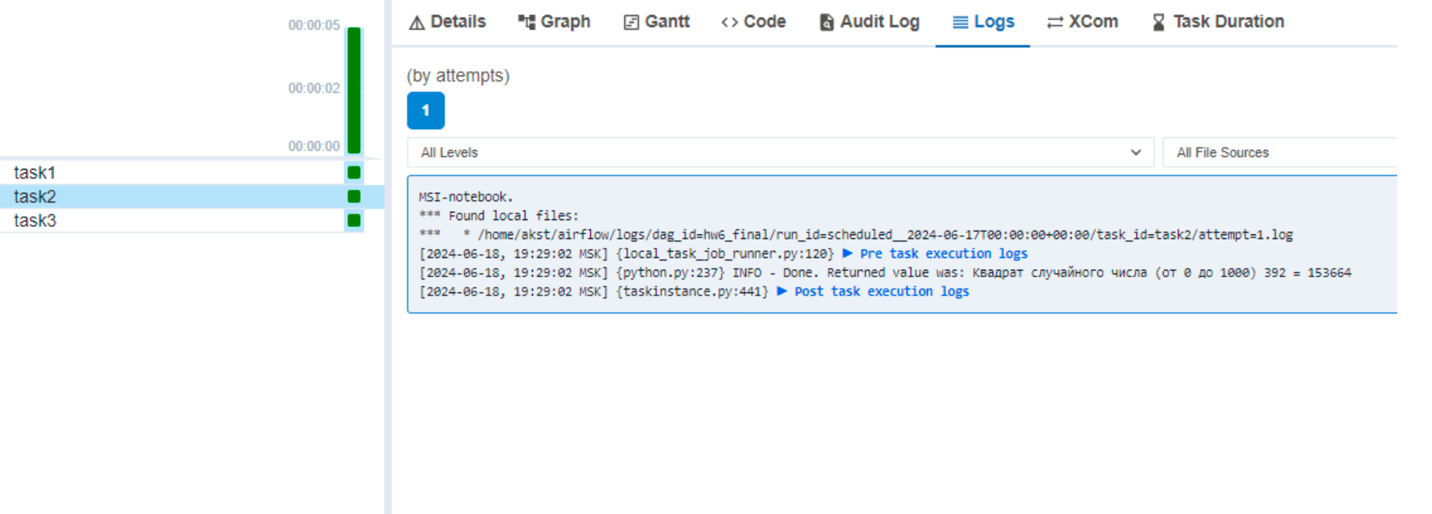 00:00:05
00:00:02
00:00:00
task1
task2
task3
Details Graph Gantt Code Audit Log Logs XCom Task Duration
(by attempts)
1
All Levels All File Sources
MSI-notebook.
*** Found local files:
***   * /home/akst/airflow/logs/dag_id=hw6_final/run_id=scheduled__2024-06-17T00:00:00+00:00/task_id=task2/attempt=1.log
[2024-06-18, 19:29:02 MSK] {local_task_job_runner.py:120} ▶ Pre task execution logs
[2024-06-18, 19:29:02 MSK] {python.py:237} INFO - Done. Returned value was: Квадрат случайного числа (от 0 до 1000) 392 = 153664
[2024-06-18, 19:29:02 MSK] {taskinstance.py:441} ▶ Post task execution logs